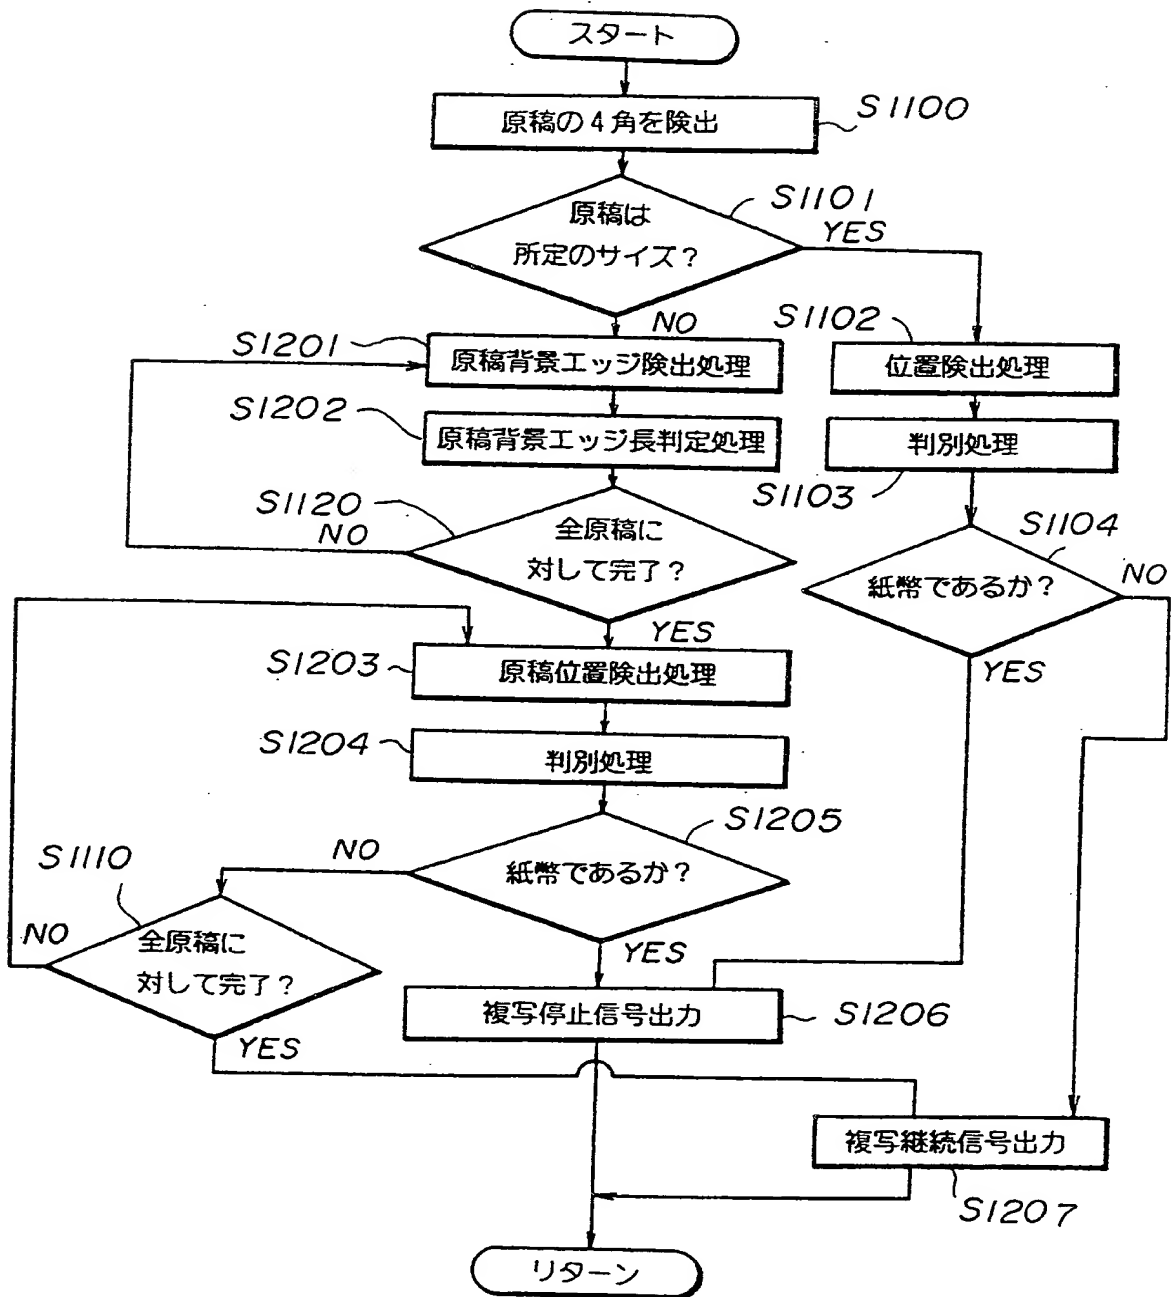 スタート
原稿の4角を険出
S1100
原稿は
所定のサイズ？
S1101
YES
NO
S1102
位置険出処理
S1201
原稿背景エッジ険出処理
S1202
原稿背景エッジ長判定処理
判別処理
S1103
S1120
NO
全原稿に
対して完了？
YES
S1104
紙幣であるか？
NO
YES
S1203
原稿位置険出処理
S1204
判別処理
S1205
紙幣であるか？
NO
YES
S1110
全原稿に
対して完了？
NO
YES
複写停止信号出力
S1206
複写継続信号出力
S1207
リターン